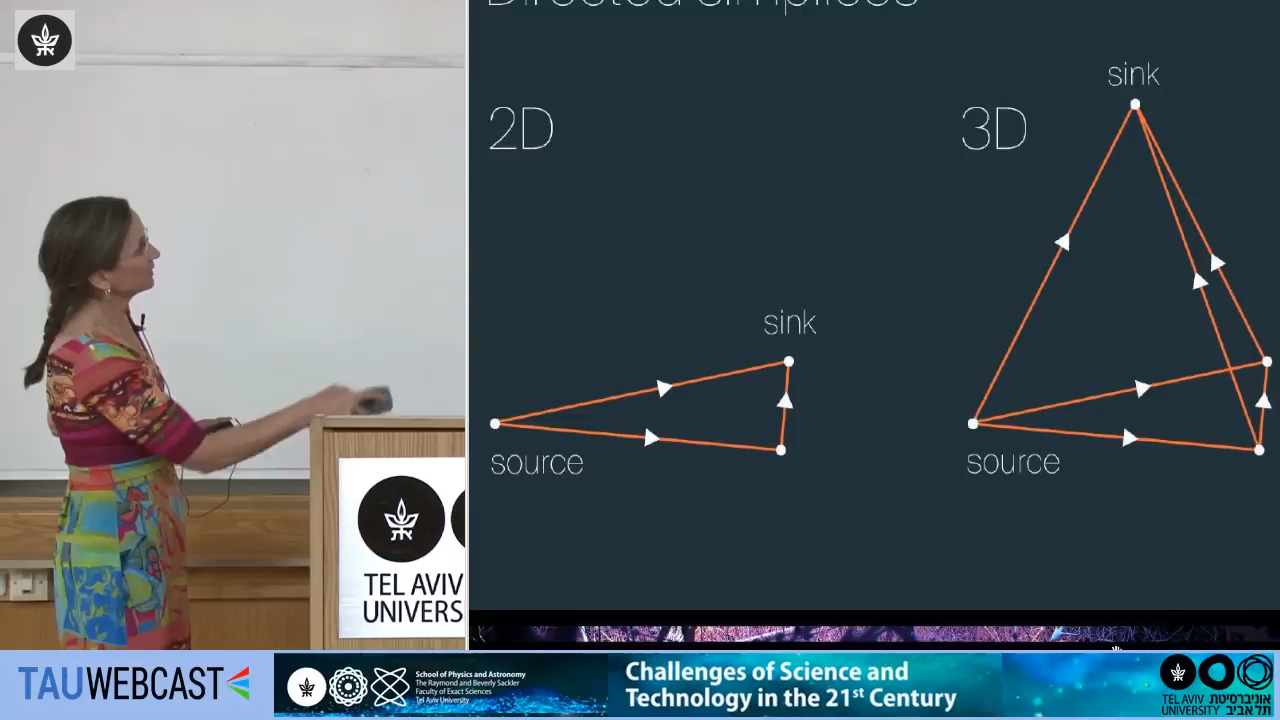 Directed simplices
2D
3D
sink
sink
source
source
TEL AVIV
UNIVERS
TAUWEBCAST
School of Physics and Astronomy
The Raymond and Beverly Sackler
Faculty of Exact Sciences
Tel Aviv University
Challenges of Science and
Technology in the 21st Century
TEL AVIV אוניברסיטת
UNIVERSITY תל אביב